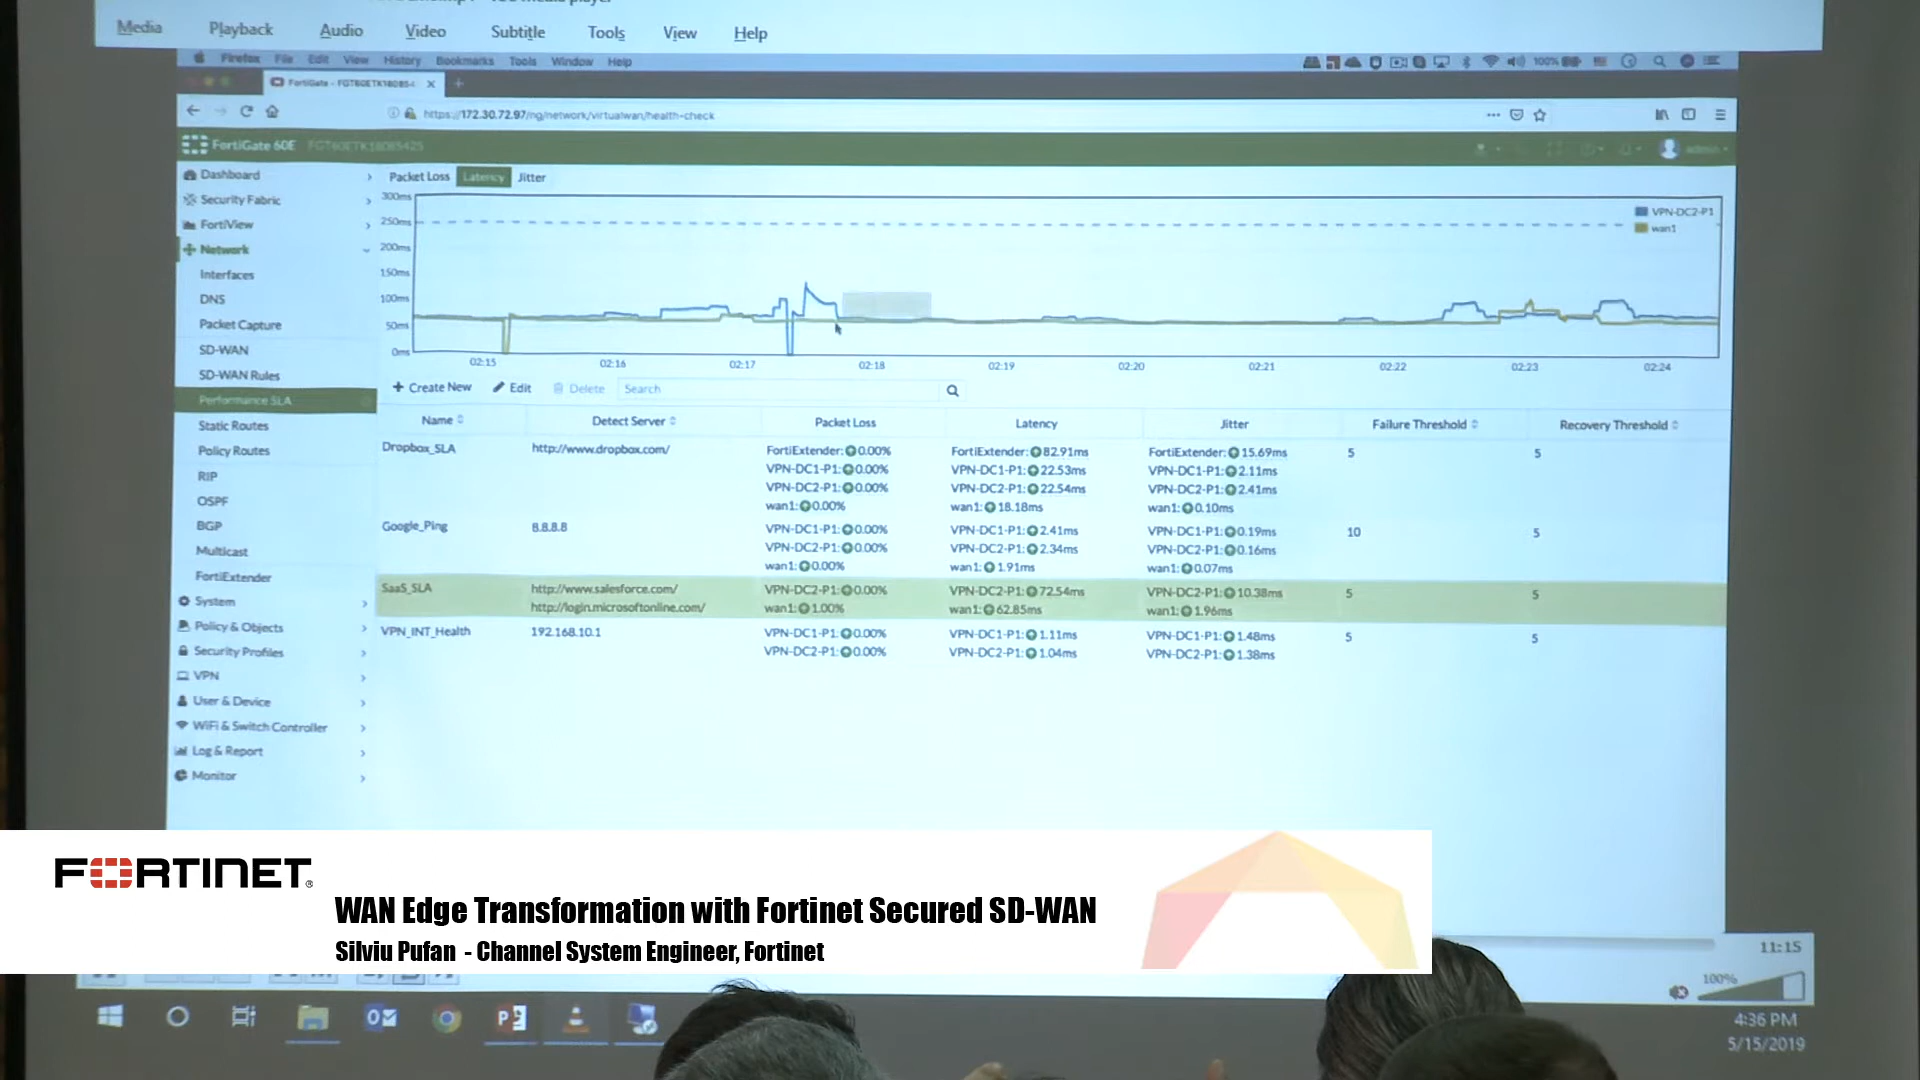 Media Playback Audio Video Subtitle Tools View Help
Firefox File Edit View History Bookmarks Tools Window Help 100%
FortiGate - FGT60ETK18085
https://172.30.72.97/ng/network/virtualwan/health-check
FortiGate 60E FGT60ETK18085425 admin
Dashboard
Security Fabric
FortiView
Network
Interfaces
DNS
Packet Capture
SD-WAN
SD-WAN Rules
Performance SLA
Static Routes
Policy Routes
RIP
OSPF
BGP
Multicast
FortiExtender
System
Policy & Objects
Security Profiles
VPN
User & Device
WiFi & Switch Controller
Log & Report
Monitor
Packet Loss Latency Jitter
300ms
250ms
200ms
150ms
100ms
50ms
0ms
VPN-DC2-P1
wan1
02:15 02:16 02:17 02:18 02:19 02:20 02:21 02:22 02:23 02:24
+ Create New Edit Delete Search
Name Detect Server Packet Loss Latency Jitter Failure Threshold Recovery Threshold
Dropbox_SLA http://www.dropbox.com/ FortiExtender: 0.00% FortiExtender: 82.91ms FortiExtender: 15.69ms 5 5
VPN-DC1-P1: 0.00% VPN-DC1-P1: 22.53ms VPN-DC1-P1: 2.11ms
VPN-DC2-P1: 0.00% VPN-DC2-P1: 22.54ms VPN-DC2-P1: 2.41ms
wan1: 0.00% wan1: 18.18ms wan1: 0.10ms
Google_Ping 8.8.8.8 VPN-DC1-P1: 0.00% VPN-DC1-P1: 2.41ms VPN-DC1-P1: 0.19ms 10 5
VPN-DC2-P1: 0.00% VPN-DC2-P1: 2.34ms VPN-DC2-P1: 0.16ms
wan1: 0.00% wan1: 1.91ms wan1: 0.07ms
SaaS_SLA http://www.salesforce.com/ VPN-DC2-P1: 0.00% VPN-DC2-P1: 72.54ms VPN-DC2-P1: 10.38ms 5 5
http://login.microsoftonline.com/ wan1: 1.00% wan1: 62.85ms wan1: 1.96ms
VPN_INT_Health 192.168.10.1 VPN-DC1-P1: 0.00% VPN-DC1-P1: 1.11ms VPN-DC1-P1: 1.48ms 5 5
VPN-DC2-P1: 0.00% VPN-DC2-P1: 1.04ms VPN-DC2-P1: 1.38ms
FORTINET®
WAN Edge Transformation with Fortinet Secured SD-WAN
Silviu Pufan - Channel System Engineer, Fortinet
11:15
100%
4:36 PM
5/15/2019